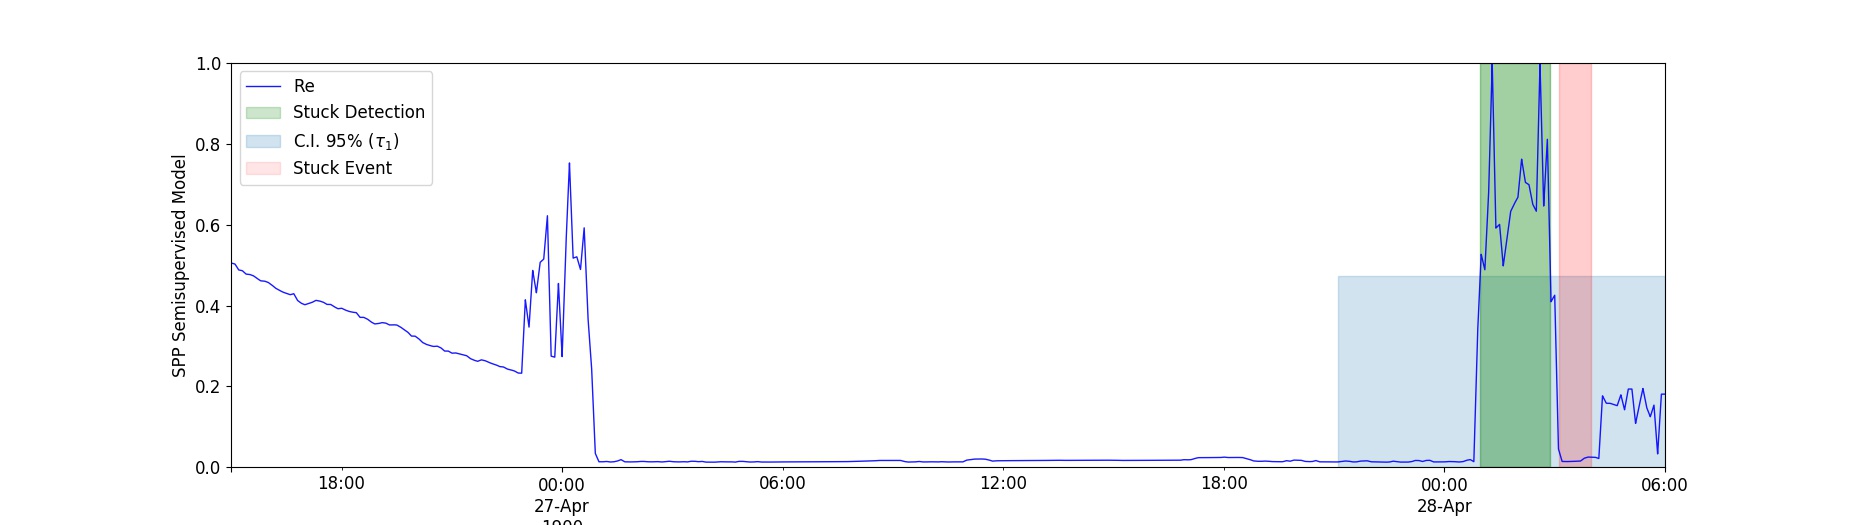 SPP Semisupervised Model
1.0
0.8
0.6
0.4
0.2
0.0
Re
Stuck Detection
C.I. 95% (τ₁)
Stuck Event
18:00
00:00
06:00
12:00
18:00
00:00
06:00
27-Apr
28-Apr
1900